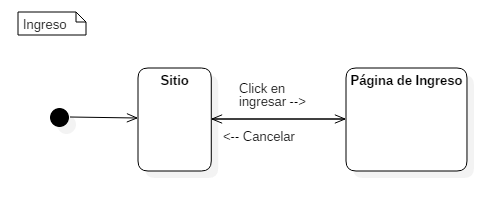 Ingreso
Sitio
Página de Ingreso
Click en
ingresar -->
<-- Cancelar